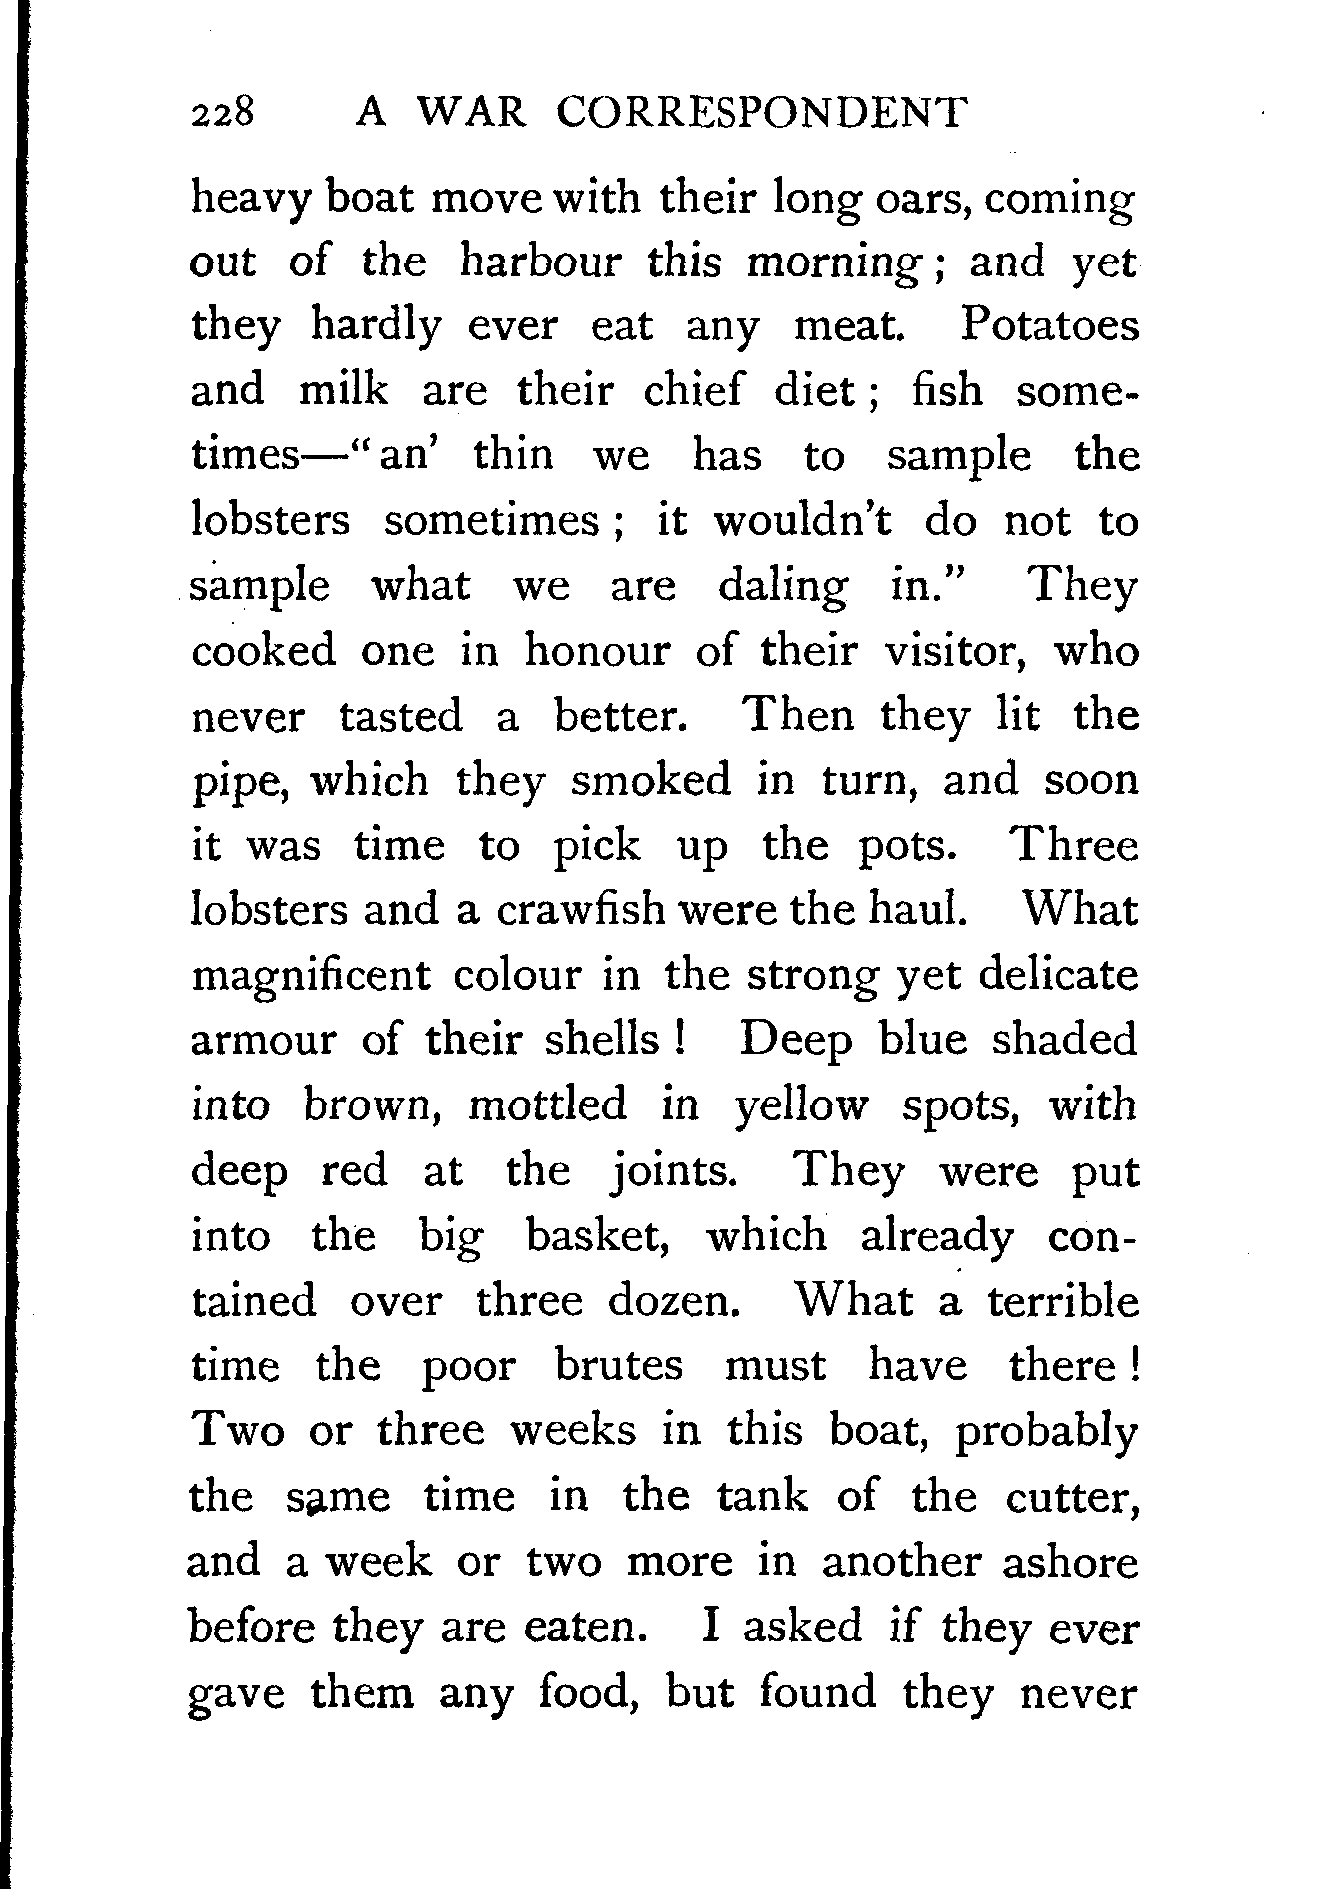 228 A WAR CORRESPONDENT
heavy boat move with their long oars, coming
out of the harbour this morning ; and yet
they hardly ever eat any meat. Potatoes
and milk are their chief diet ; fish some-
times—“ an’ thin we has to sample the
lobsters sometimes ; it wouldn’t do not to
sample what we are daling in.” They
cooked one in honour of their visitor, who
never tasted a better. Then they lit the
pipe, which they smoked in turn, and soon
it was time to pick up the pots. Three
lobsters and a crawfish were the haul. What
magnificent colour in the strong yet delicate
armour of their shells ! Deep blue shaded
into brown, mottled in yellow spots, with
deep red at the joints. They were put
into the big basket, which already con-
tained over three dozen. What a terrible
time the poor brutes must have there !
Two or three weeks in this boat, probably
the same time in the tank of the cutter,
and a week or two more in another ashore
before they are eaten. I asked if they ever
gave them any food, but found they never